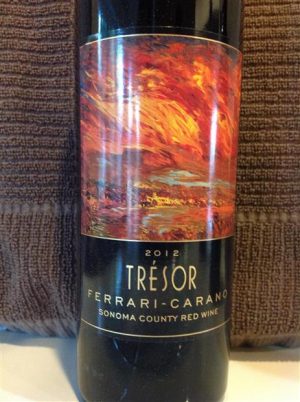 2012
TRÉSOR
FERRARI-CARANO
SONOMA COUNTY RED WINE